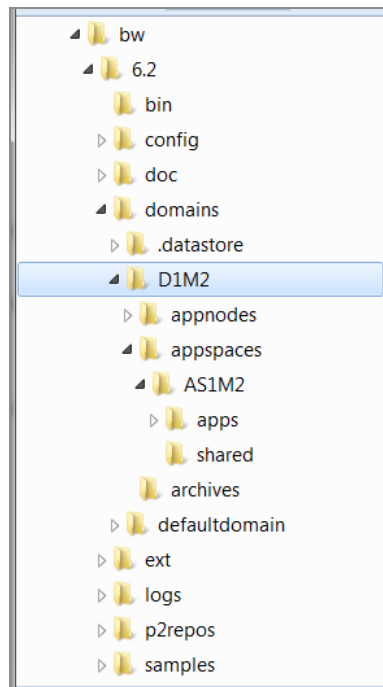 bw
6.2
bin
config
doc
domains
.datastore
D1M2
appnodes
appspaces
AS1M2
apps
shared
archives
defaultdomain
ext
logs
p2repos
samples